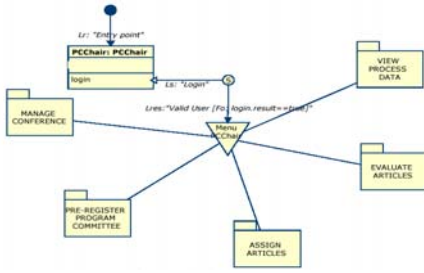 Lr: "Entry point"
PCChair: PCChair
login
Ls: "Login"
S
Lres:"Valid User [Fo: login.result==true]"
Menu
PCChair
VIEW
PROCESS
DATA
MANAGE
CONFERENCE
EVALUATE
ARTICLES
PRE-REGISTER
PROGRAM
COMMITTEE
ASSIGN
ARTICLES